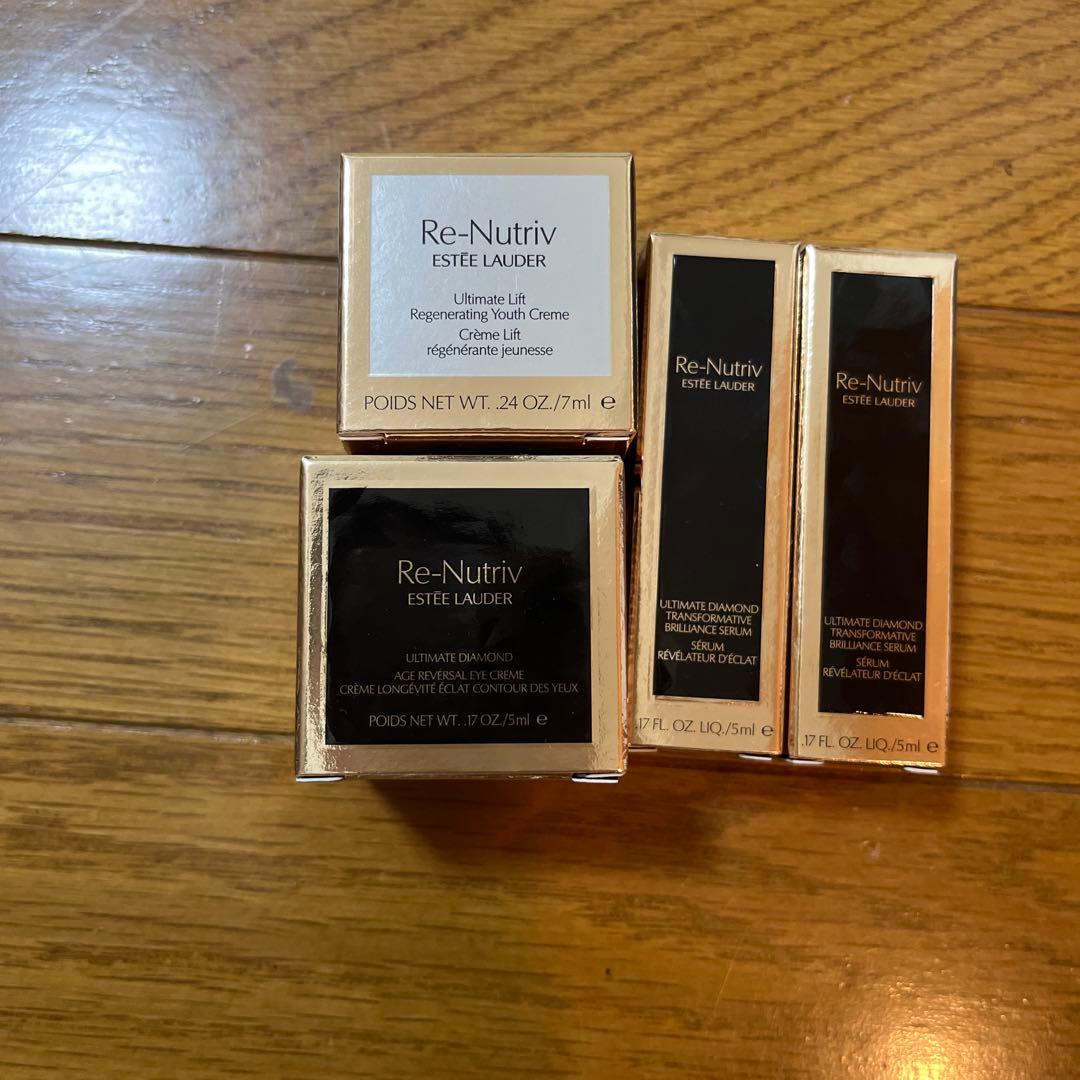 Re-Nutriv
ESTĒE LAUDER
Ultimate Lift
Regenerating Youth Creme
Crème Lift
régénérante jeunesse
POIDS NET WT. .24 OZ./7ml ℮
Re-Nutriv
ESTĒE LAUDER
ULTIMATE DIAMOND
AGE REVERSAL EYE CREME
CRÈME LONGÉVITÉ ÉCLAT CONTOUR DES YEUX
POIDS NET WT. .17 OZ./5ml ℮
Re-Nutriv
ESTĒE LAUDER
ULTIMATE DIAMOND
TRANSFORMATIVE
BRILLIANCE SERUM
SÉRUM
RÉVÉLATEUR D'ÉCLAT
.17 FL. OZ. LIQ./5ml ℮
Re-Nutriv
ESTĒE LAUDER
ULTIMATE DIAMOND
TRANSFORMATIVE
BRILLIANCE SERUM
SÉRUM
RÉVÉLATEUR D'ÉCLAT
.17 FL. OZ. LIQ./5ml ℮